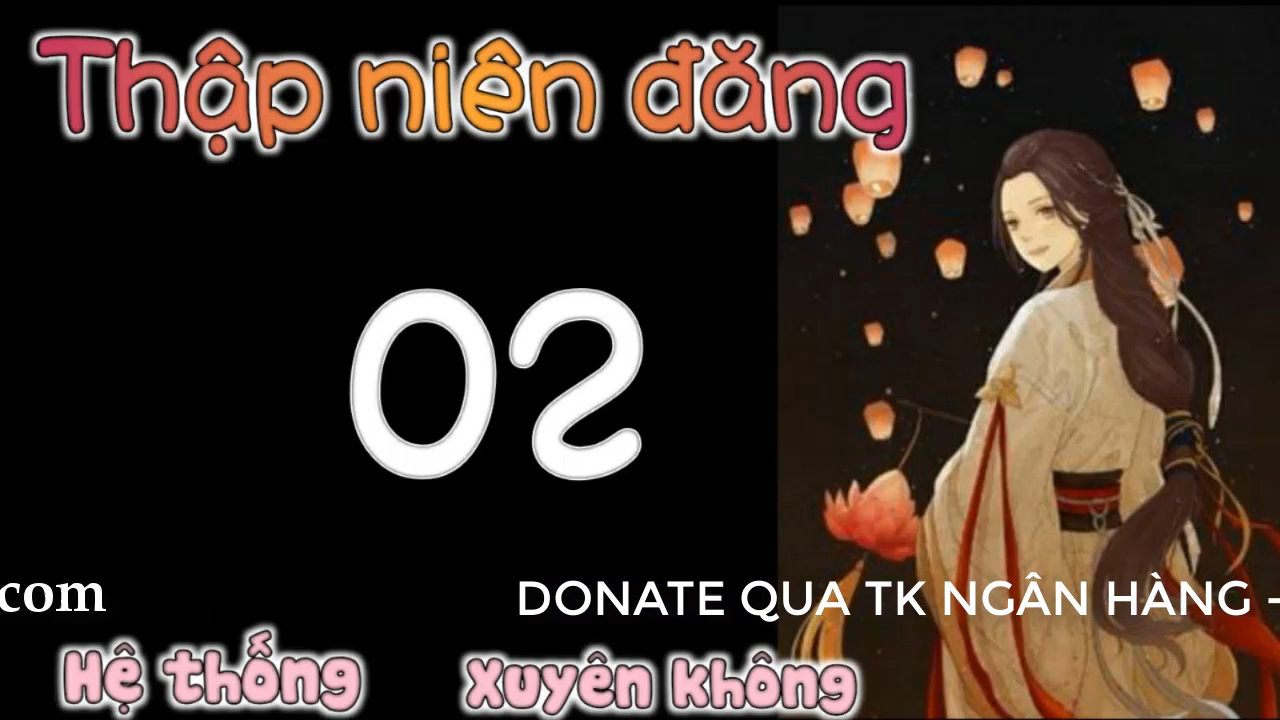 Thập niên đăng
02
com
DONATE QUA TK NGÂN HÀNG -
Hệ thống
Xuyên không